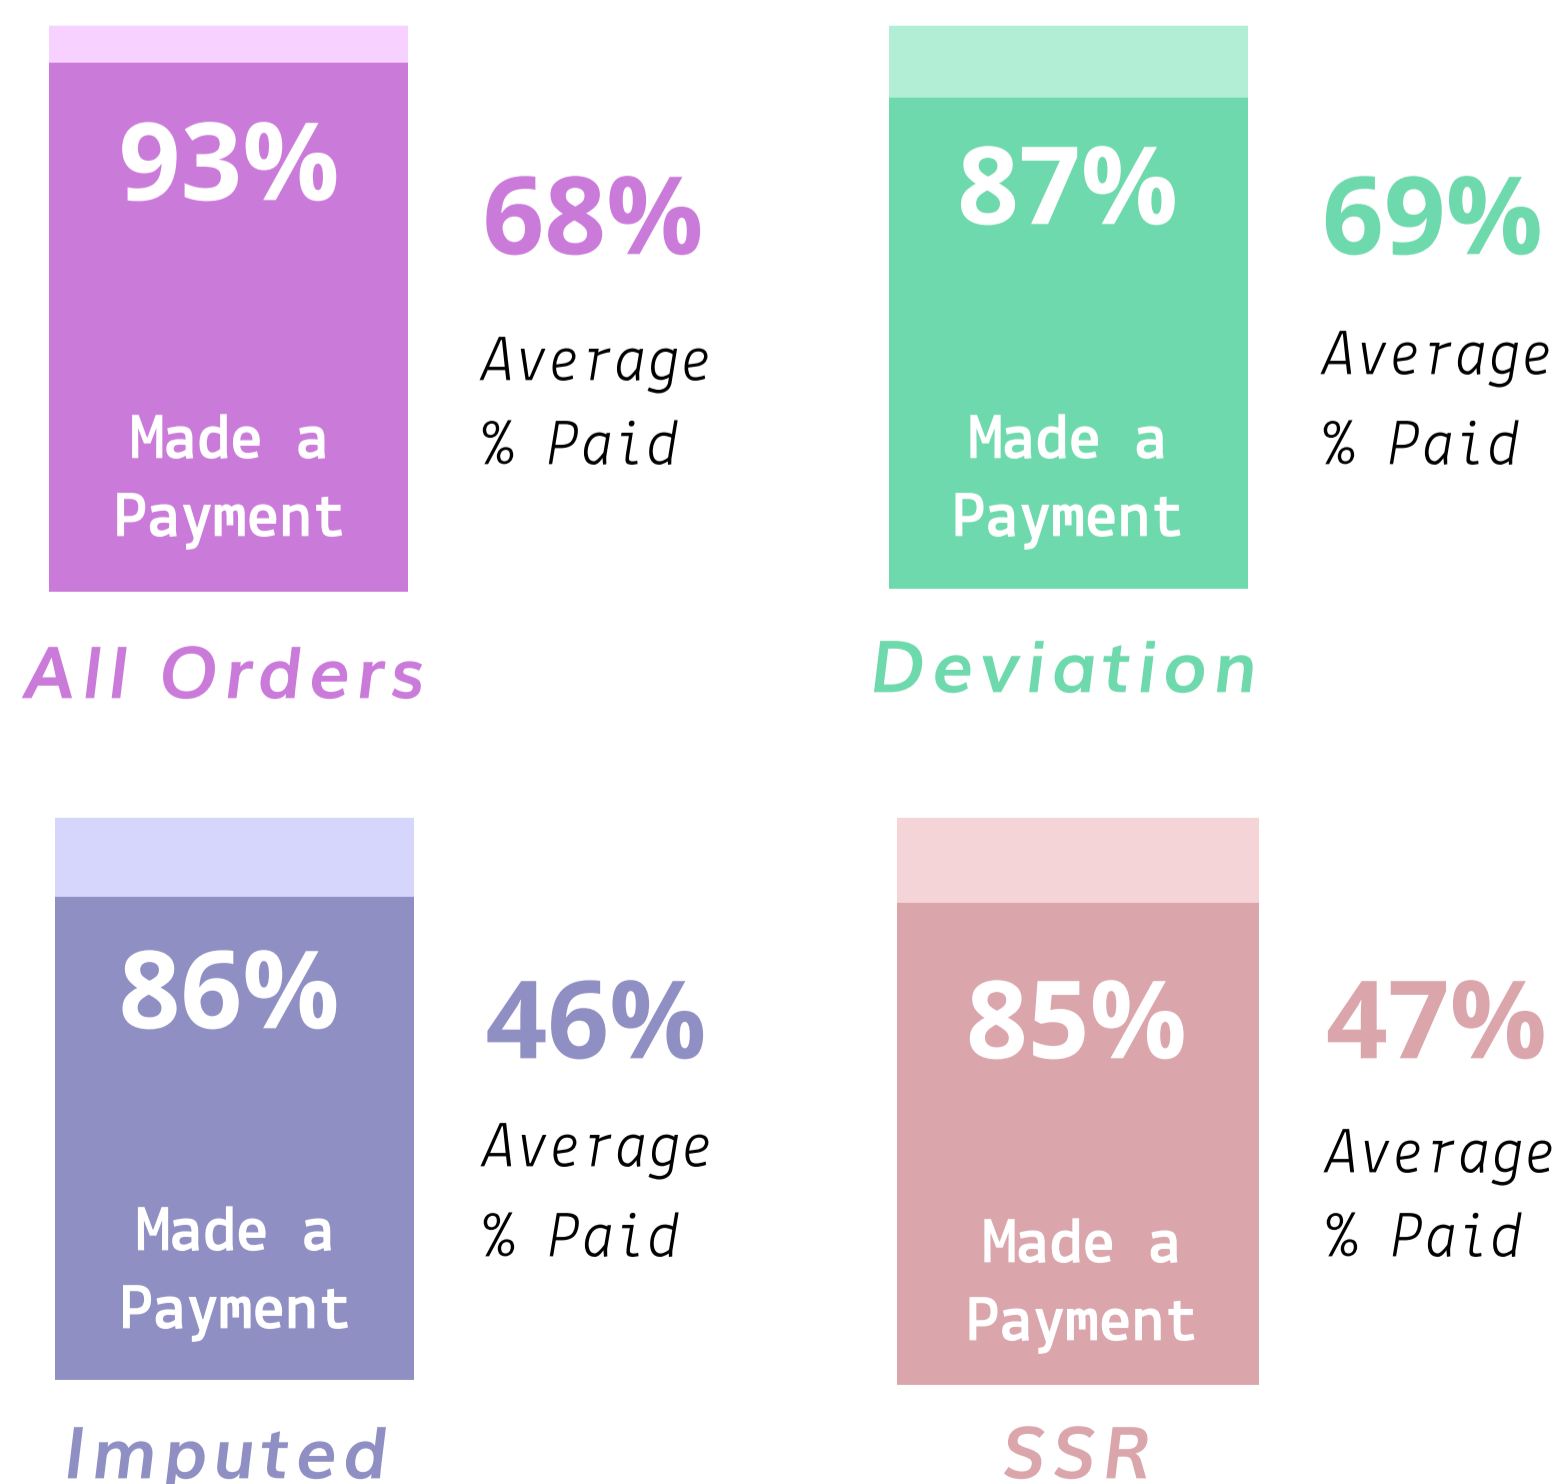 93%
Made a
Payment
68%
Average
% Paid
All Orders
87%
Made a
Payment
69%
Average
% Paid
Deviation
86%
Made a
Payment
46%
Average
% Paid
Imputed
85%
Made a
Payment
47%
Average
% Paid
SSR